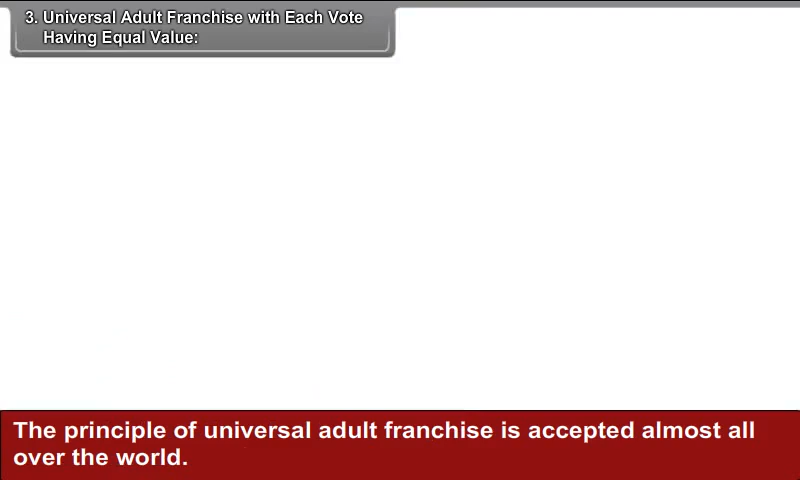 3. Universal Adult Franchise with Each Vote
Having Equal Value:
The principle of universal adult franchise is accepted almost all
over the world.